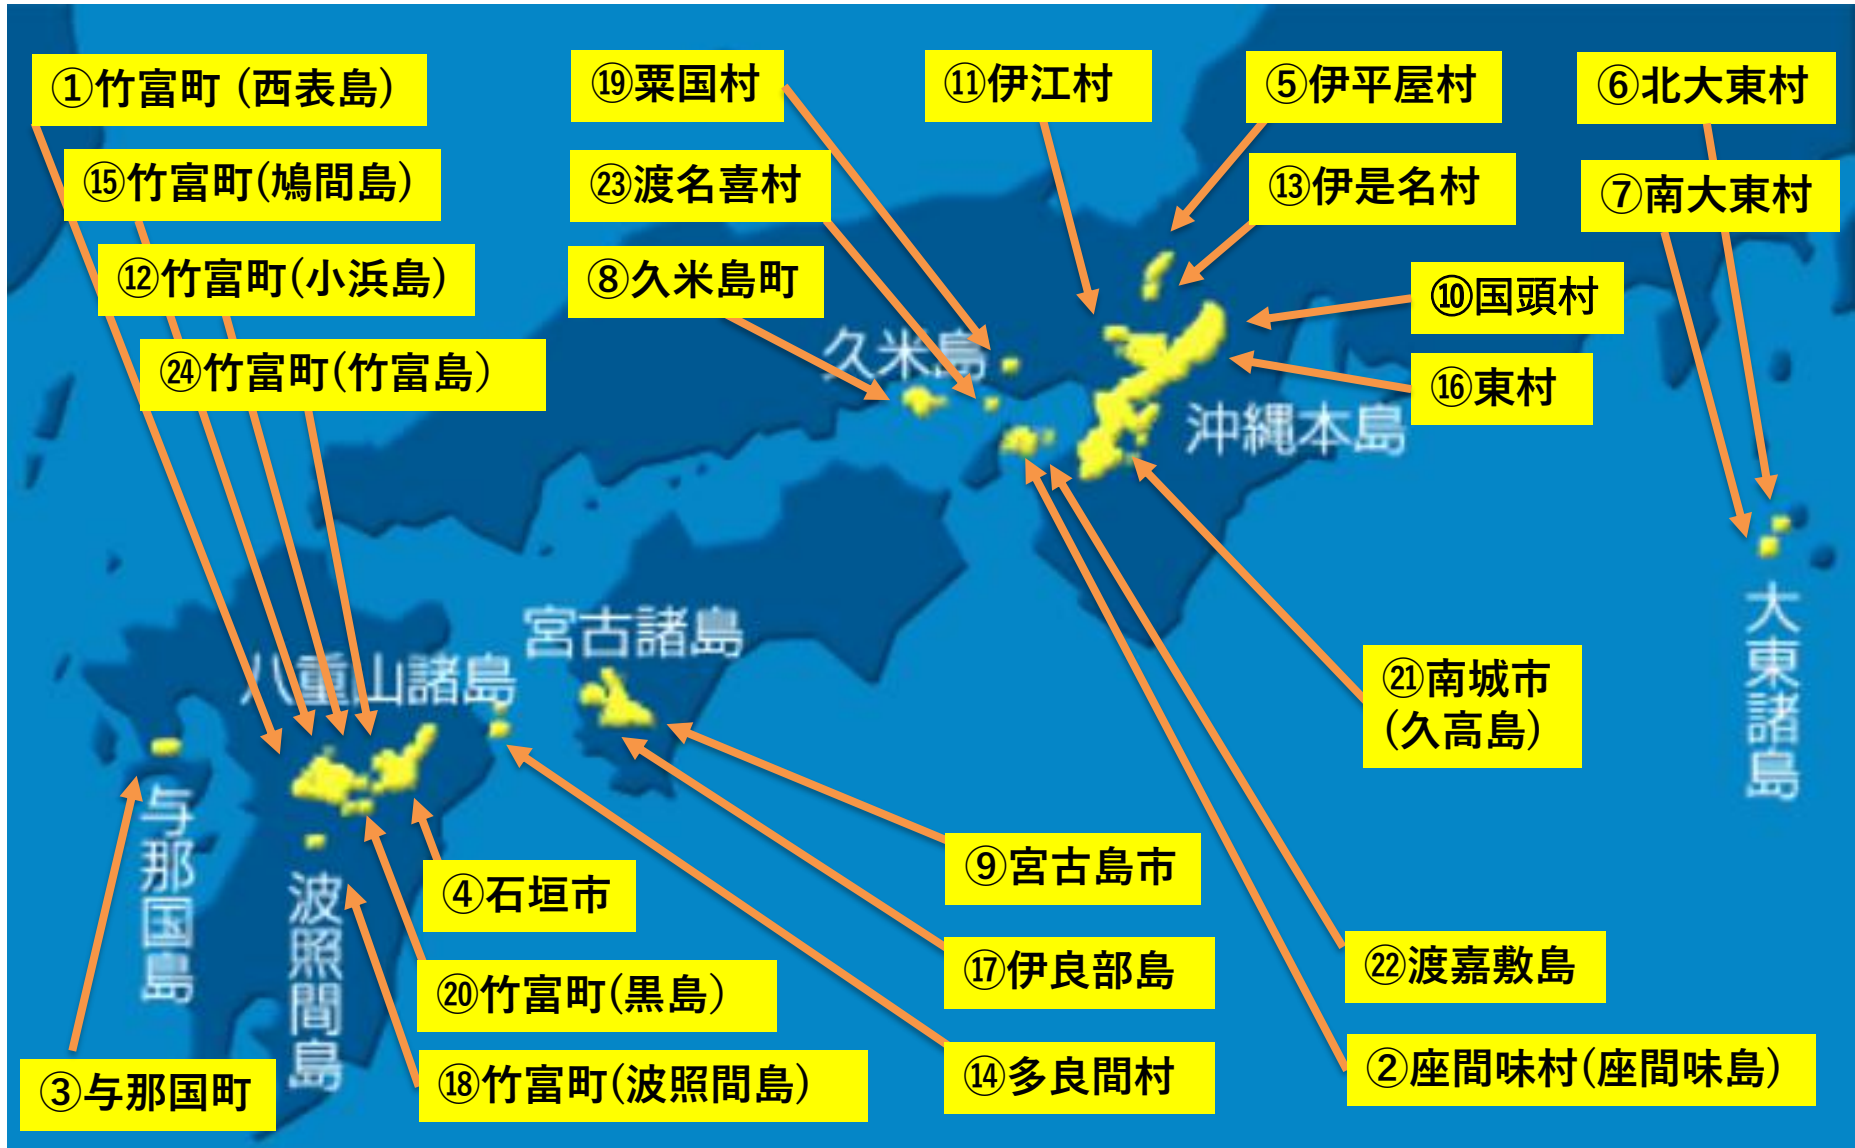 ①竹富町 (西表島)
⑮竹富町(鳩間島)
⑫竹富町(小浜島)
㉔竹富町(竹富島)
⑲粟国村
㉓渡名喜村
⑧久米島町
⑪伊江村
⑤伊平屋村
⑬伊是名村
⑥北大東村
⑦南大東村
⑩国頭村
⑯東村
久米島
沖縄本島
宮古諸島
八重山諸島
大東諸島
与那国島
波照間島
㉑南城市
(久高島)
④石垣市
⑨宮古島市
⑳竹富町(黒島)
⑰伊良部島
㉒渡嘉敷島
③与那国町
⑱竹富町(波照間島)
⑭多良間村
②座間味村(座間味島)